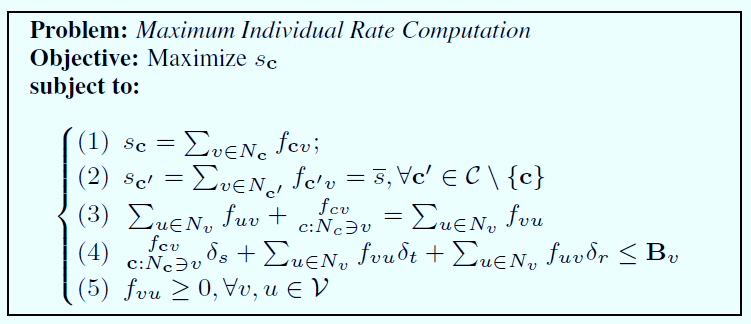 Problem: Maximum Individual Rate Computation
Objective: Maximize s_c
subject to:
(1) s_c = ∑_{v∈N_c} f_{cv};
(2) s_{c′} = ∑_{v∈N_{c′}} f_{c′v} = s̅, ∀c′ ∈ 𝒞 \ {c}
(3) ∑_{u∈N_v} f_{uv} + f_{cv}_{c:N_c∋v} = ∑_{u∈N_v} f_{vu}
(4) f_{cv}_{c:N_c∋v} δ_s + ∑_{u∈N_v} f_{vu}δ_t + ∑_{u∈N_v} f_{uv}δ_r ≤ B_v
(5) f_{vu} ≥ 0, ∀v, u ∈ 𝒱